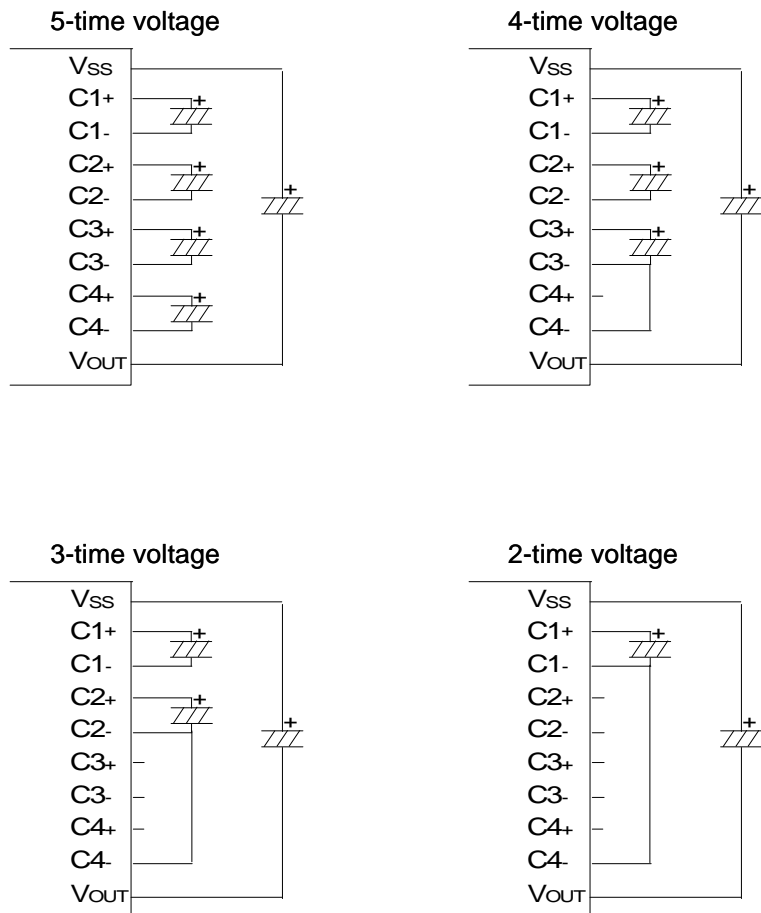 5-time voltage
VSS
C1+
C1-
C2+
C2-
C3+
C3-
C4+
C4-
VOUT
+
+
+
+
+
4-time voltage
VSS
C1+
C1-
C2+
C2-
C3+
C3-
C4+
C4-
VOUT
+
+
+
+
3-time voltage
VSS
C1+
C1-
C2+
C2-
C3+
C3-
C4+
C4-
VOUT
+
+
+
2-time voltage
VSS
C1+
C1-
C2+
C2-
C3+
C3-
C4+
C4-
VOUT
+
+